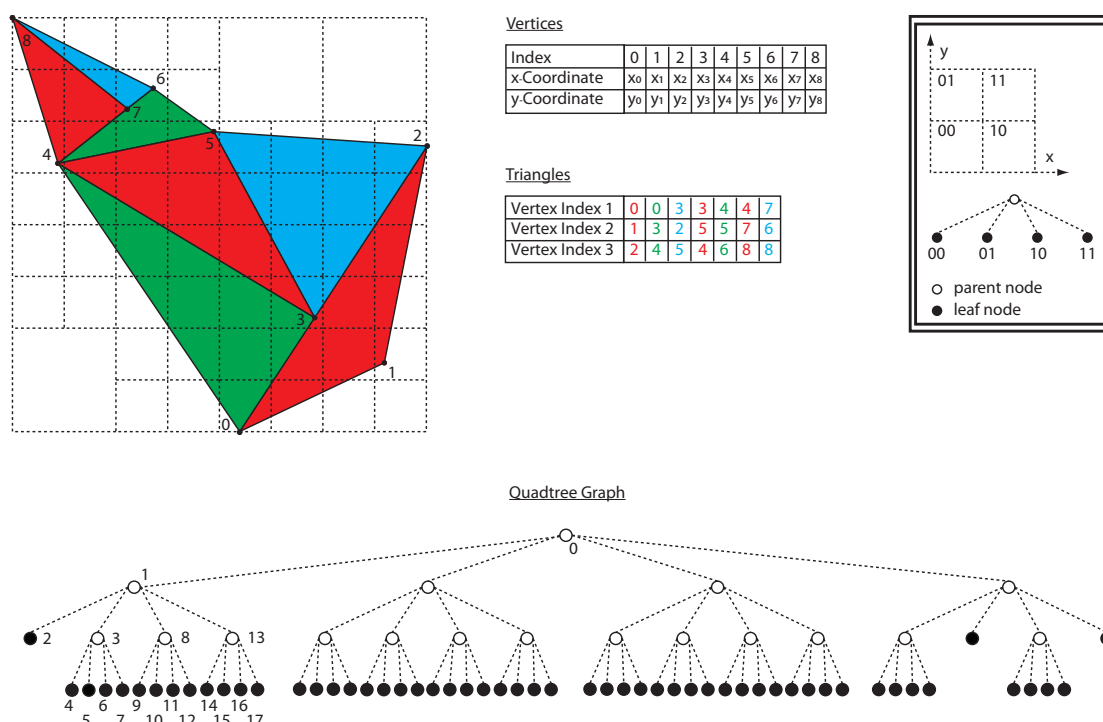 8
6
7
5
2
4
3
1
0
Vertices
Index 0 1 2 3 4 5 6 7 8
x-Coordinate x₀ x₁ x₂ x₃ x₄ x₅ x₆ x₇ x₈
y-Coordinate y₀ y₁ y₂ y₃ y₄ y₅ y₆ y₇ y₈
Triangles
Vertex Index 1 0 0 3 3 4 4 7
Vertex Index 2 1 3 2 5 5 7 6
Vertex Index 3 2 4 5 4 6 8 8
y
01 11
00 10
x
00 01 10 11
parent node
leaf node
Quadtree Graph
0
1
2 3 8 13
4 6 9 11 14 16
5 7 10 12 15 17